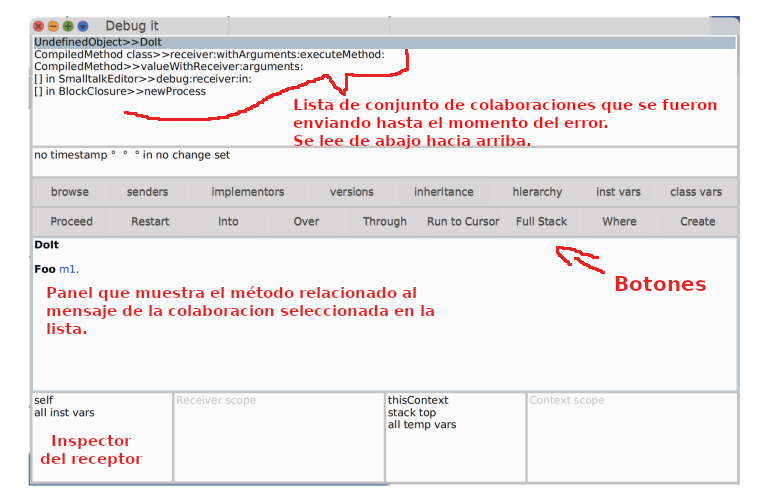 Debug it
UndefinedObject>>DoIt
CompiledMethod class>>receiver:withArguments:executeMethod:
CompiledMethod>>valueWithReceiver:arguments:
[] in SmalltalkEditor>>debug:receiver:in:
[] in BlockClosure>>newProcess
Lista de conjunto de colaboraciones que se fueron
enviando hasta el momento del error.
Se lee de abajo hacia arriba.
no timestamp ° ° ° in no change set
browse senders implementors versions inheritance hierarchy inst vars class vars
Proceed Restart Into Over Through Run to Cursor Full Stack Where Create
DoIt
Foo m1.
Botones
Panel que muestra el método relacionado al
mensaje de la colaboracion seleccionada en la
lista.
self
all inst vars
Inspector
del receptor
Receiver scope
thisContext
stack top
all temp vars
Context scope